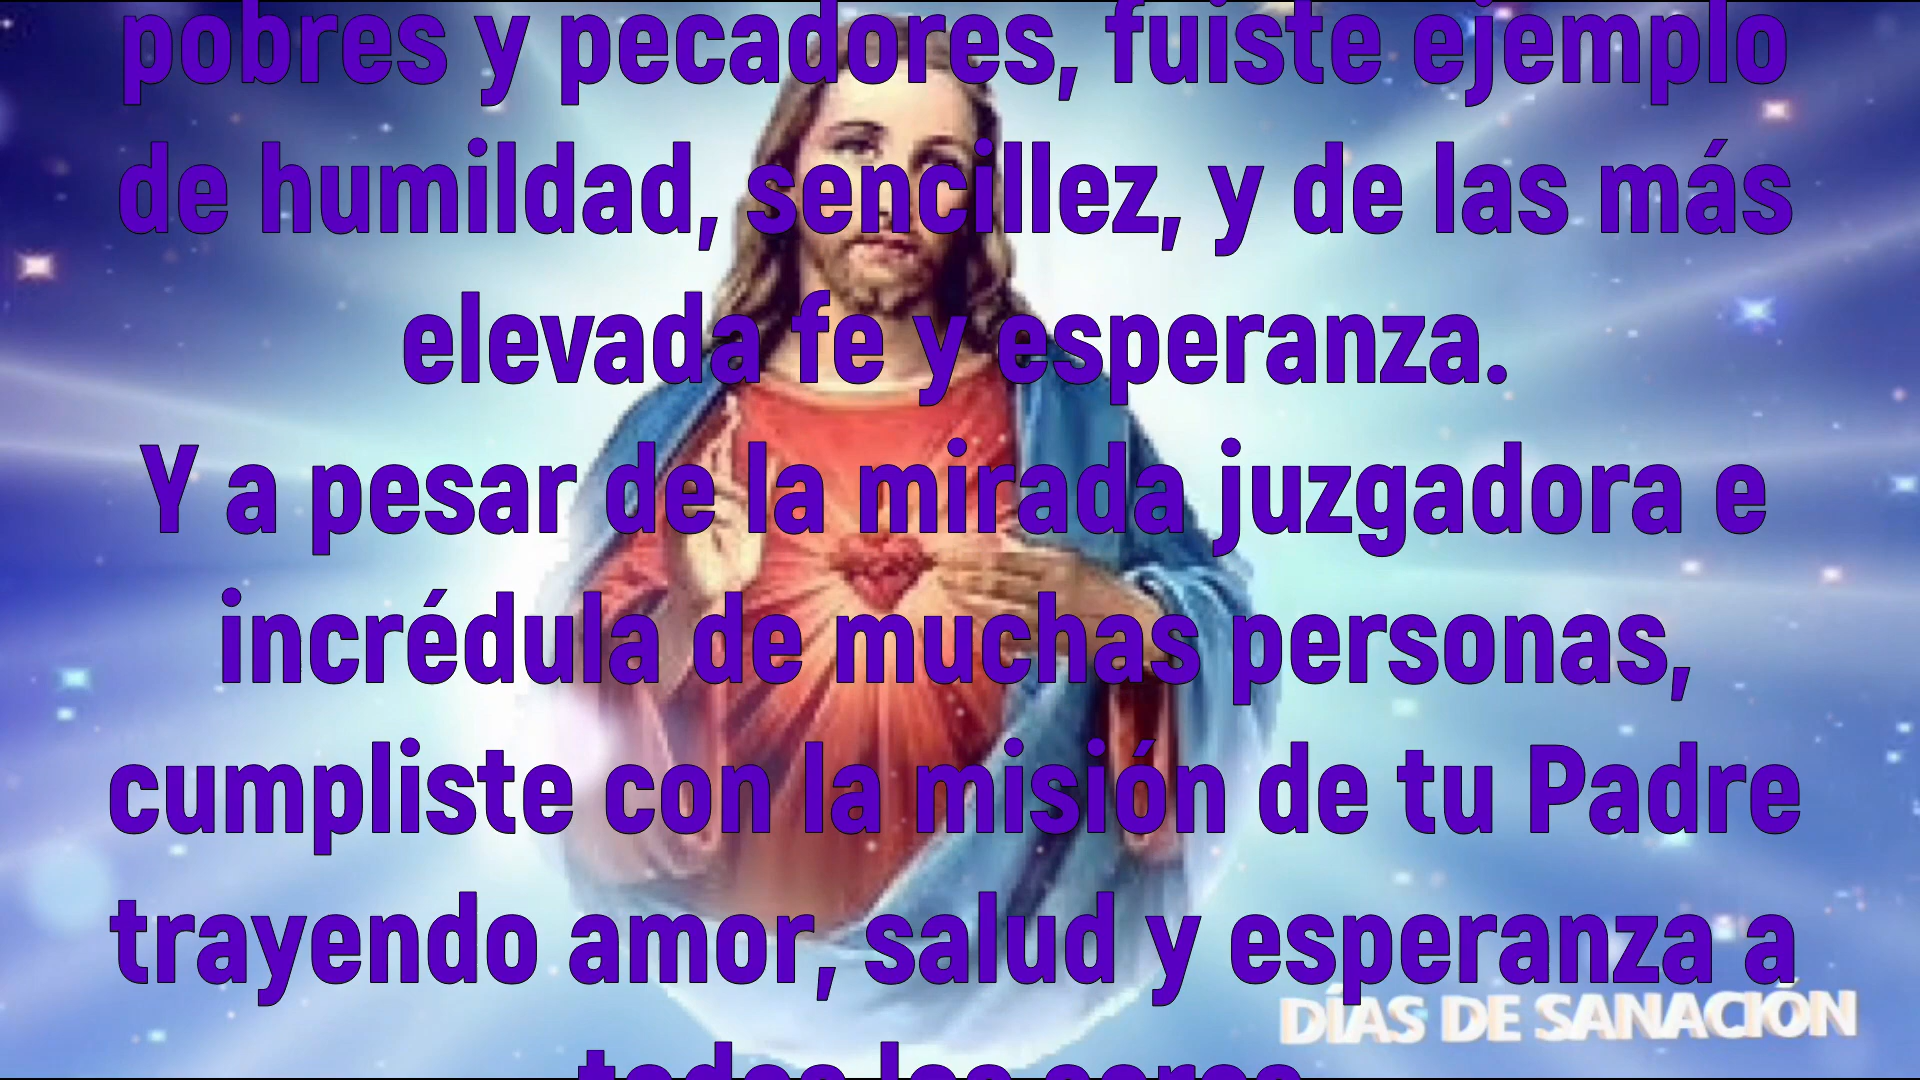 pobres y pecadores, fuiste ejemplo
de humildad, sencillez, y de las más
elevada fe y esperanza.
Y a pesar de la mirada juzgadora e
incrédula de muchas personas,
cumpliste con la misión de tu Padre
trayendo amor, salud y esperanza a
DÍAS DE SANACIÓN